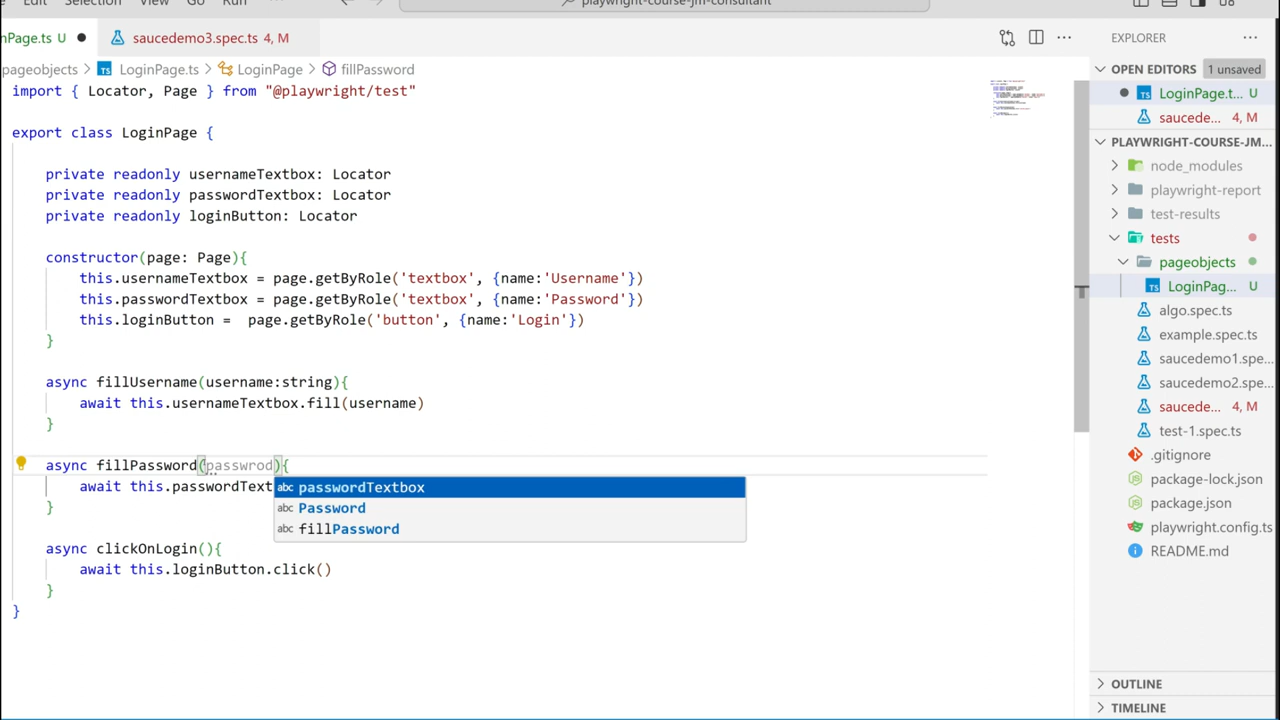 Edit Selection View Go Run ... playwright-course-jm-consultant
nPage.ts U saucedemo3.spec.ts 4, M
pageobjects > TS LoginPage.ts > LoginPage > fillPassword
import { Locator, Page } from "@playwright/test"
export class LoginPage {
private readonly usernameTextbox: Locator
private readonly passwordTextbox: Locator
private readonly loginButton: Locator
constructor(page: Page){
this.usernameTextbox = page.getByRole('textbox', {name:'Username'})
this.passwordTextbox = page.getByRole('textbox', {name:'Password'})
this.loginButton = page.getByRole('button', {name:'Login'})
}
async fillUsername(username:string){
await this.usernameTextbox.fill(username)
}
async fillPassword(passwrod){
await this.passwordText
abc passwordTextbox
abc Password
abc fillPassword
}
async clickOnLogin(){
await this.loginButton.click()
}
}
EXPLORER
OPEN EDITORS 1 unsaved
TS LoginPage.t... U
saucede... 4, M
PLAYWRIGHT-COURSE-JM...
node_modules
playwright-report
test-results
tests
pageobjects
TS LoginPag... U
algo.spec.ts
example.spec.ts
saucedemo1.spe...
saucedemo2.spe...
saucede... 4, M
test-1.spec.ts
.gitignore
package-lock.json
package.json
playwright.config.ts
README.md
OUTLINE
TIMELINE